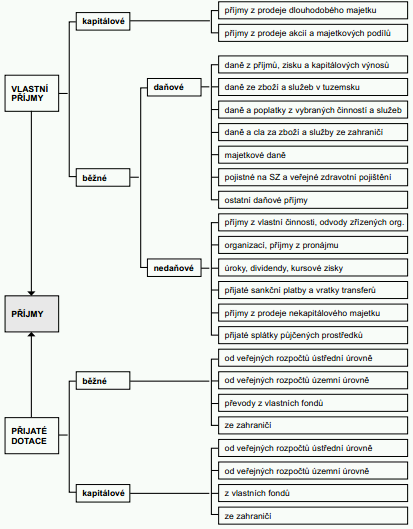 kapitálové
příjmy z prodeje dlouhodobého majetku
příjmy z prodeje akcií a majetkových podílů
VLASTNÍ
PŘÍJMY
daňové
daně z příjmů, zisku a kapitálových výnosů
daně ze zboží a služeb v tuzemsku
daně a poplatky z vybraných činností a služeb
daně a cla za zboží a služby ze zahraničí
majetkové daně
pojistné na SZ a veřejné zdravotní pojištění
ostatní daňové příjmy
běžné
nedaňové
příjmy z vlastní činnosti, odvody zřízených org.
organizací, příjmy z pronájmu
úroky, dividendy, kursové zisky
přijaté sankční platby a vratky transferů
příjmy z prodeje nekapitálového majetku
přijaté splátky půjčených prostředků
PŘÍJMY
běžné
od veřejných rozpočtů ústřední úrovně
od veřejných rozpočtů územní úrovně
převody z vlastních fondů
ze zahraničí
PŘIJATÉ
DOTACE
kapitálové
od veřejných rozpočtů ústřední úrovně
od veřejných rozpočtů územní úrovně
z vlastních fondů
ze zahraničí